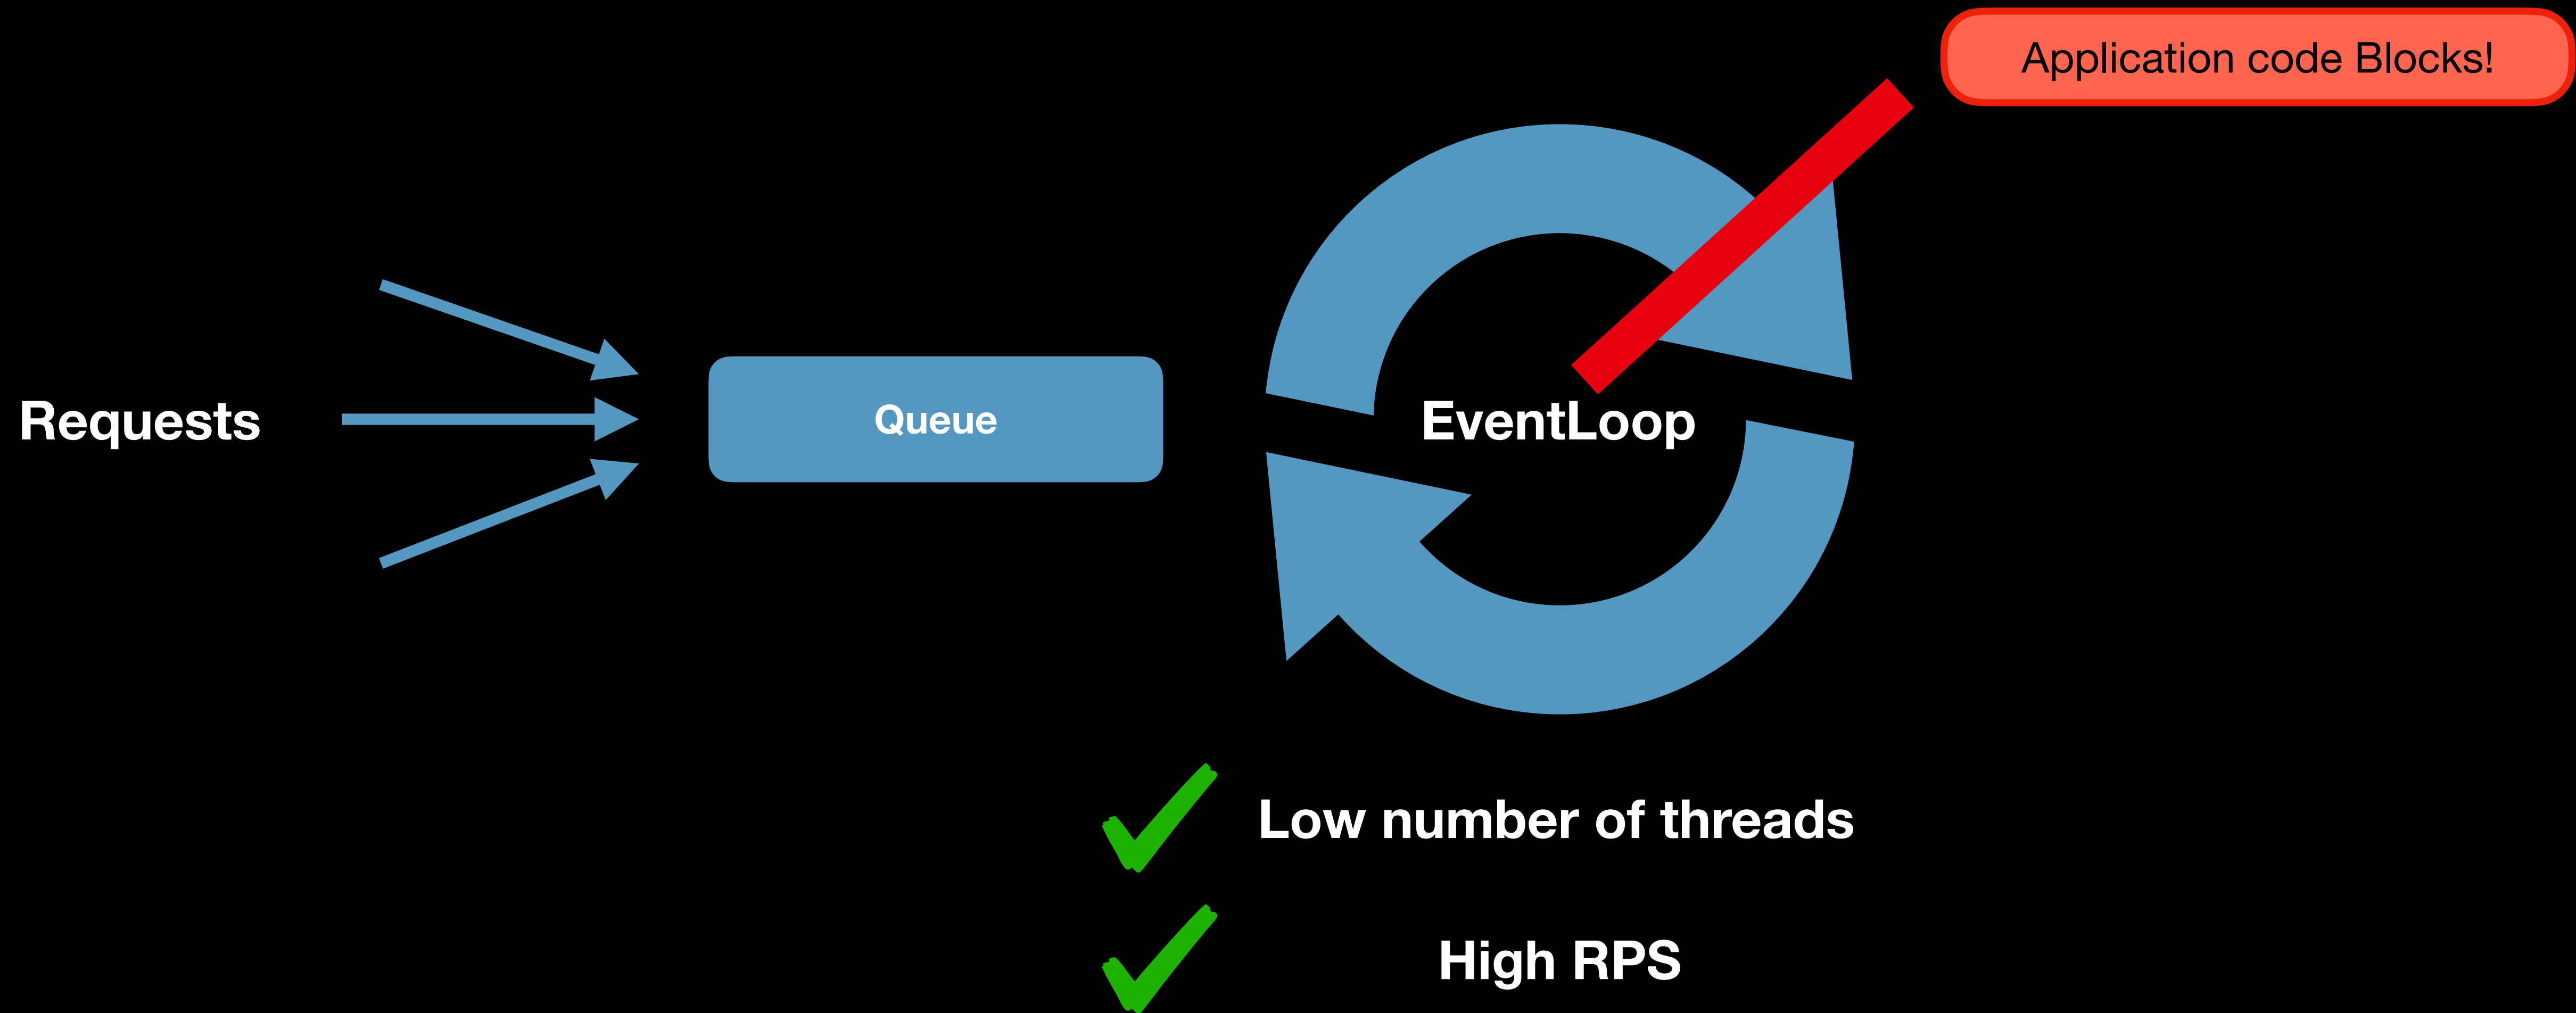 Application code Blocks!
Requests
Queue
EventLoop
Low number of threads
High RPS